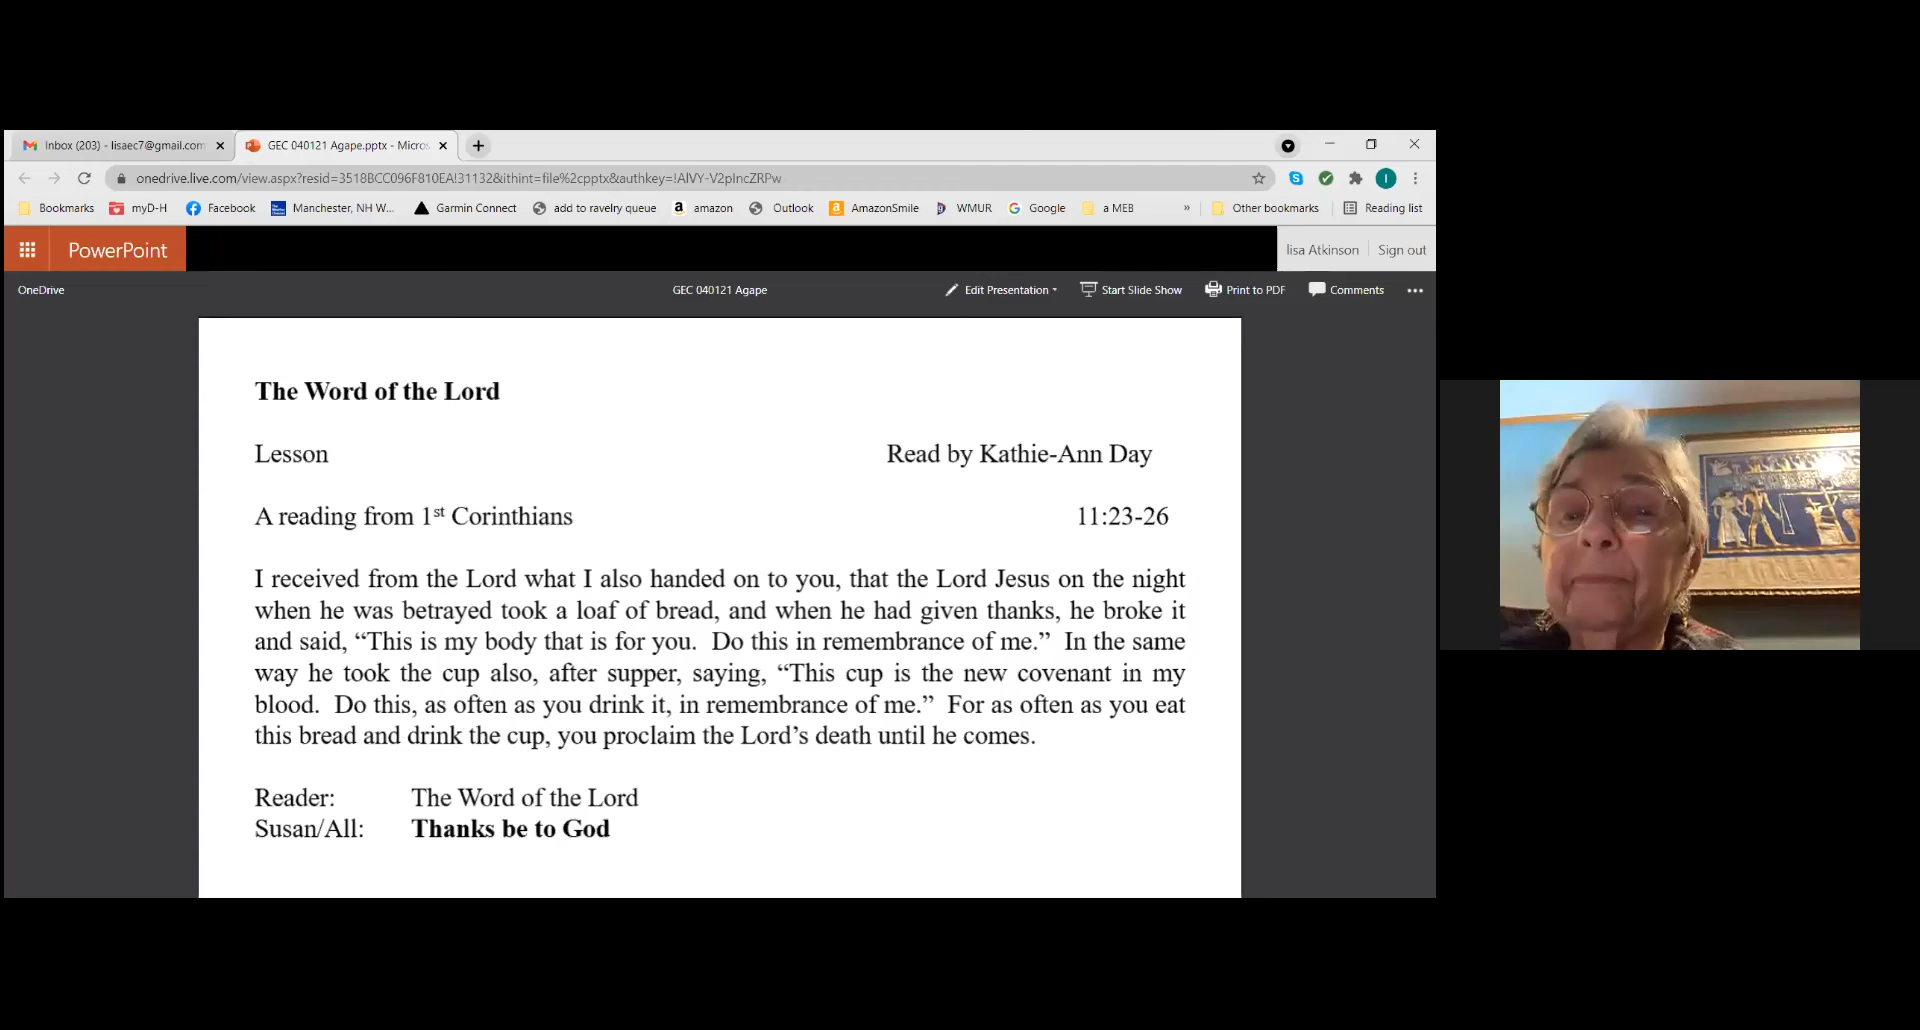 Inbox (203) - lisaec7@gmail.com
GEC 040121 Agape.pptx - Micros
onedrive.live.com/view.aspx?resid=3518BCC096F810EA!31132&ithint=file%2cpptx&authkey=!AlVY-V2pIncZRPw
Bookmarks myD-H Facebook Manchester, NH W... Garmin Connect add to ravelry queue amazon Outlook AmazonSmile WMUR Google a MEB » Other bookmarks Reading list
PowerPoint
lisa Atkinson Sign out
OneDrive GEC 040121 Agape Edit Presentation Start Slide Show Print to PDF Comments
The Word of the Lord
Lesson Read by Kathie-Ann Day
A reading from 1st Corinthians 11:23-26
I received from the Lord what I also handed on to you, that the Lord Jesus on the night
when he was betrayed took a loaf of bread, and when he had given thanks, he broke it
and said, “This is my body that is for you. Do this in remembrance of me.” In the same
way he took the cup also, after supper, saying, “This cup is the new covenant in my
blood. Do this, as often as you drink it, in remembrance of me.” For as often as you eat
this bread and drink the cup, you proclaim the Lord’s death until he comes.
Reader: The Word of the Lord
Susan/All: Thanks be to God